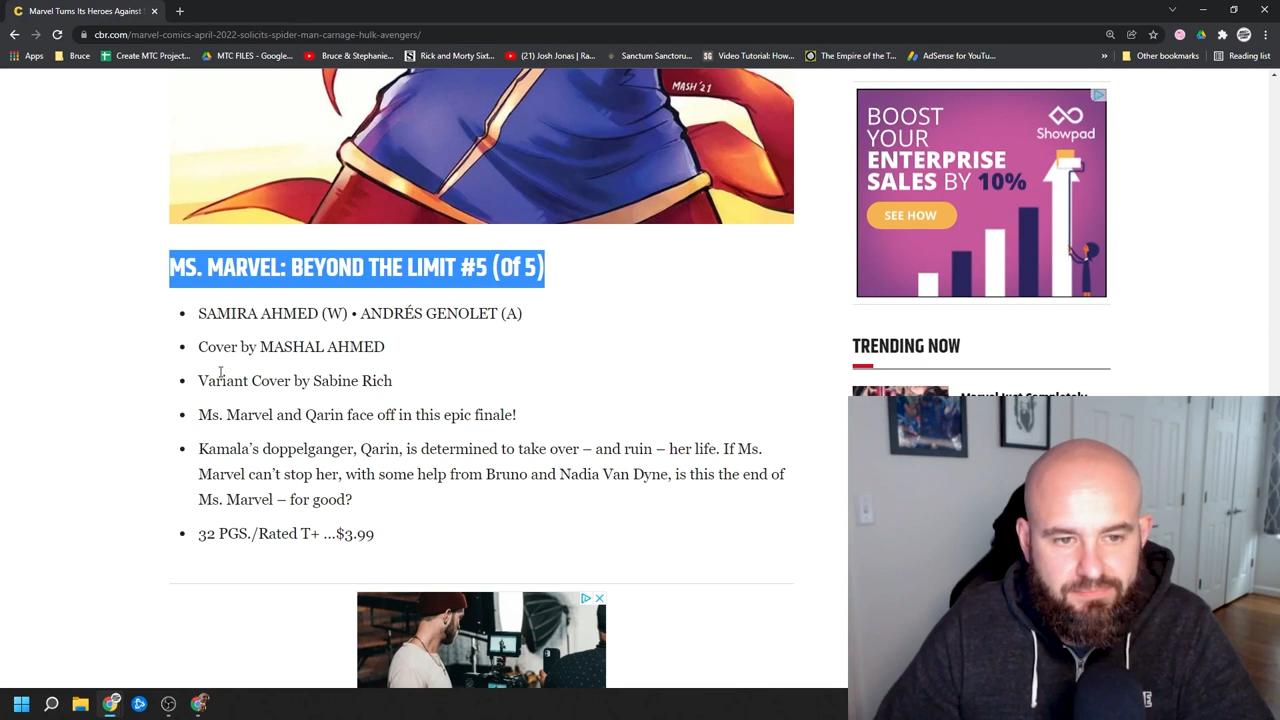 Marvel Turns Its Heroes Against
cbr.com/marvel-comics-april-2022-solicits-spider-man-carnage-hulk-avengers/
Apps
Bruce
Create MTC Project...
MTC FILES - Google...
Bruce & Stephanie...
Rick and Morty Sixt...
(21) Josh Jonas | Ra...
Sanctum Sanctoru...
Video Tutorial: How...
The Empire of the T...
AdSense for YouTu...
»
Other bookmarks
Reading list
MASH '21
BOOST
YOUR
ENTERPRISE
SALES BY 10%
Showpad
SEE HOW
MS. MARVEL: BEYOND THE LIMIT #5 (Of 5)
• SAMIRA AHMED (W) • ANDRÉS GENOLET (A)
• Cover by MASHAL AHMED
• Variant Cover by Sabine Rich
• Ms. Marvel and Qarin face off in this epic finale!
• Kamala’s doppelganger, Qarin, is determined to take over – and ruin – her life. If Ms.
Marvel can’t stop her, with some help from Bruno and Nadia Van Dyne, is this the end of
Ms. Marvel – for good?
• 32 PGS./Rated T+ …$3.99
TRENDING NOW
Marvel Just Completely